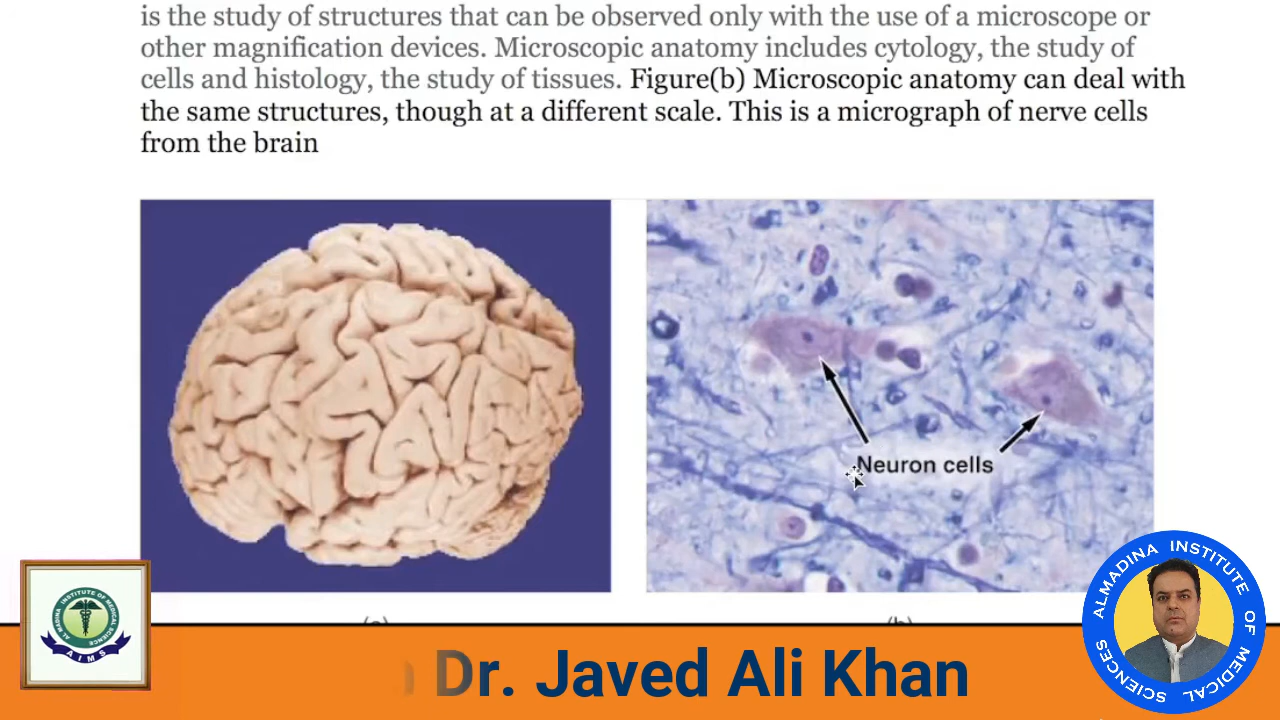 is the study of structures that can be observed only with the use of a microscope or
other magnification devices. Microscopic anatomy includes cytology, the study of
cells and histology, the study of tissues. Figure(b) Microscopic anatomy can deal with
the same structures, though at a different scale. This is a micrograph of nerve cells
from the brain
Neuron cells
Dr. Javed Ali Khan
AIMS
ALMADINA INSTITUTE OF MEDICAL SCIENCES